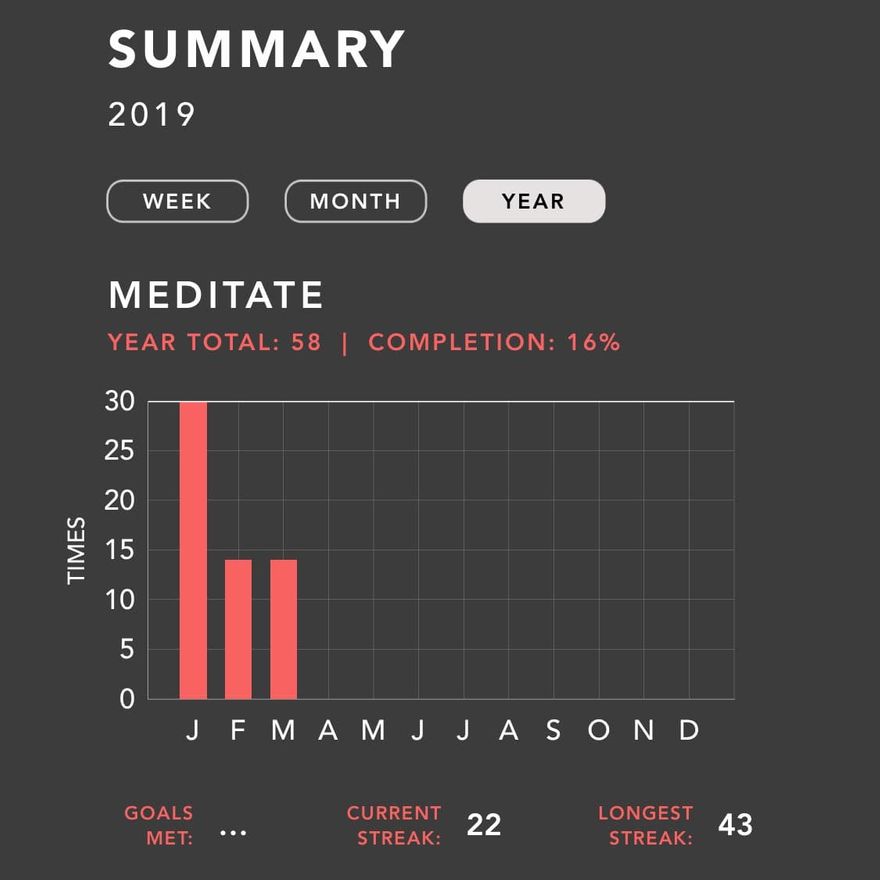 SUMMARY
2019
WEEK MONTH YEAR
MEDITATE
YEAR TOTAL: 58 | COMPLETION: 16%
30
25
20
15
10
5
0
TIMES
J F M A M J J A S O N D
GOALS MET: ...
CURRENT STREAK: 22
LONGEST STREAK: 43